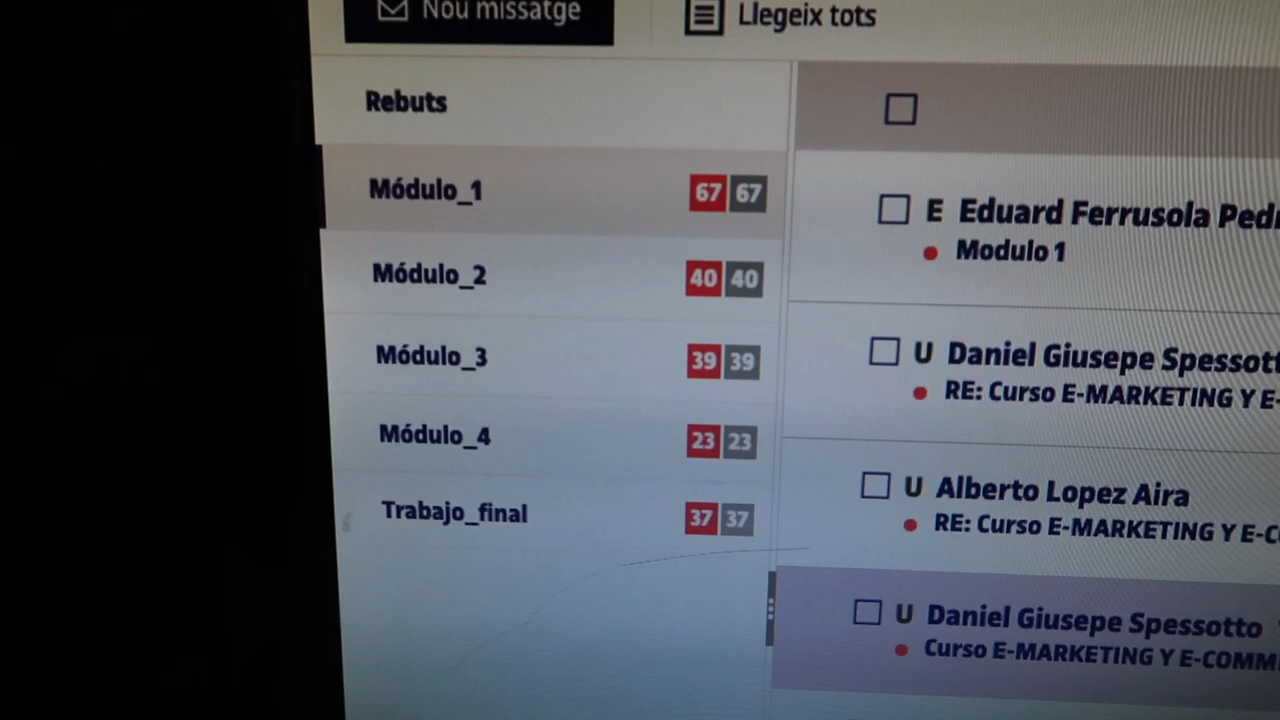 Nou missatge
Llegeix tots
Rebuts
Módulo_1 67 67
Módulo_2 40 40
Módulo_3 39 39
Módulo_4 23 23
Trabajo_final 37 37
E Eduard Ferrusola
Modulo 1
U Daniel Giusepe
RE: Curso E-MARKETING Y E-
U Alberto Lopez Aira
RE: Curso E-MARKETING Y E-C
U Daniel Giusepe Spessotto
Curso E-MARKETING Y E-COMM